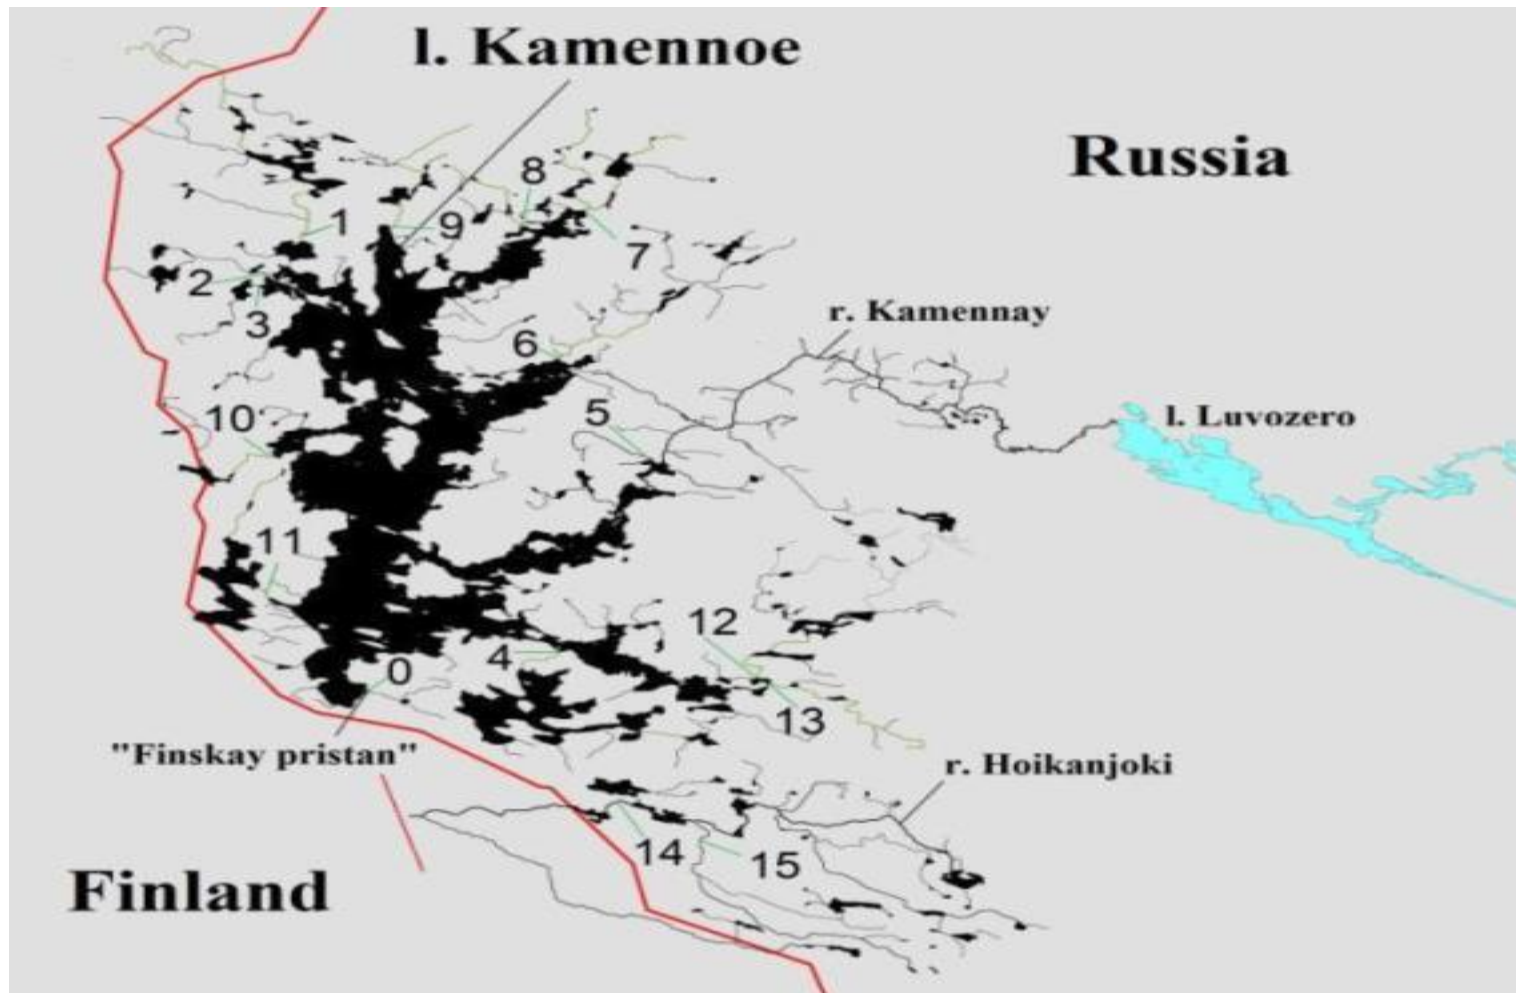 l. Kamennoe
Russia
8
1
9
7
2
3
r. Kamennay
6
10
5
l. Luvozero
11
12
4
0
13
"Finskay pristan"
r. Hoikanjoki
14
15
Finland